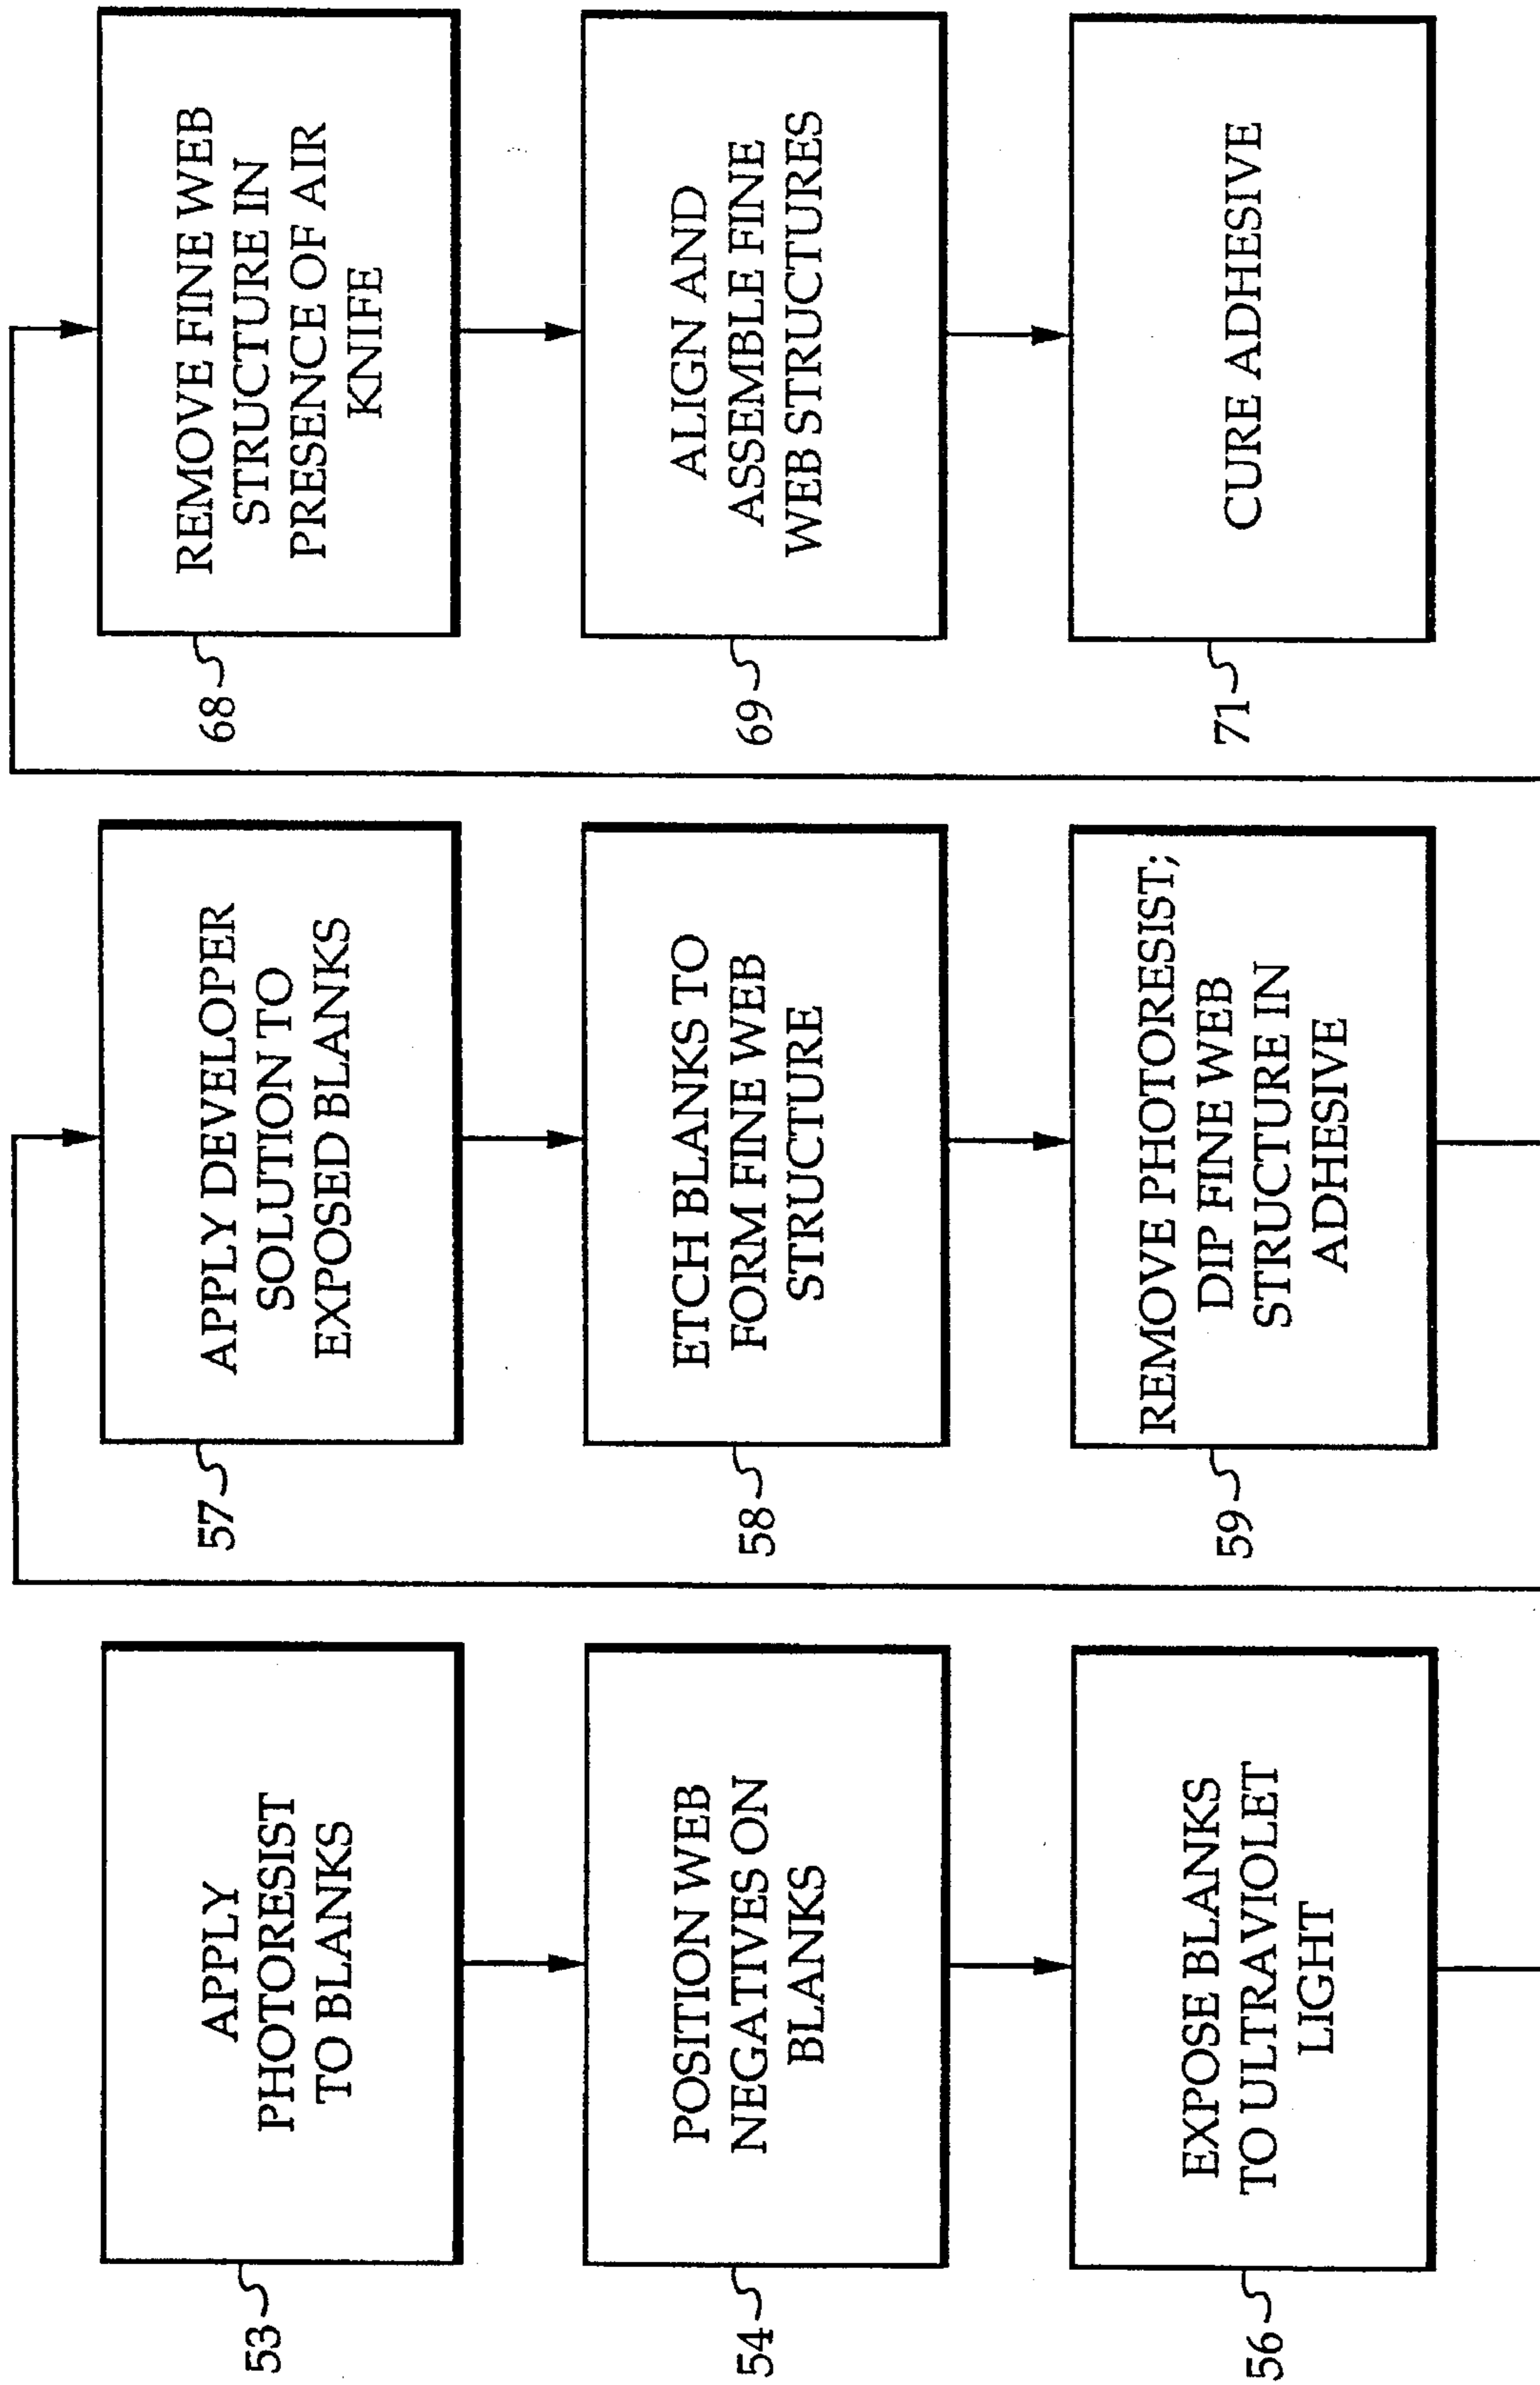 53
APPLY
PHOTORESIST
TO BLANKS
54
POSITION WEB
NEGATIVES ON
BLANKS
56
EXPOSE BLANKS
TO ULTRAVIOLET
LIGHT
57
APPLY DEVELOPER
SOLUTION TO
EXPOSED BLANKS
58
ETCH BLANKS TO
FORM FINE WEB
STRUCTURE
59
REMOVE PHOTORESIST;
DIP FINE WEB
STRUCTURE IN
ADHESIVE
68
REMOVE FINE WEB
STRUCTURE IN
PRESENCE OF AIR
KNIFE
69
ALIGN AND
ASSEMBLE FINE
WEB STRUCTURES
71
CURE ADHESIVE